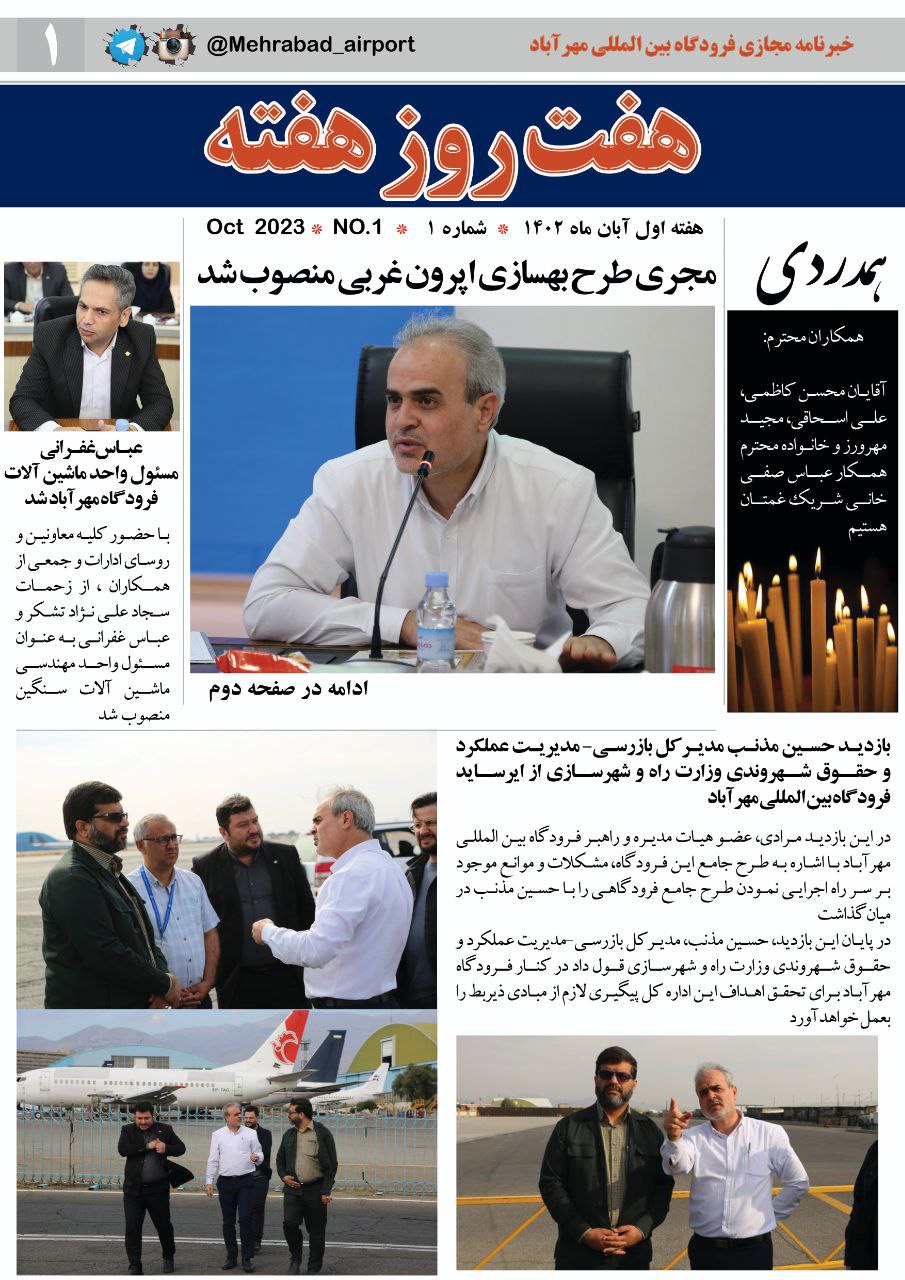 خبرنامه مجازی فرودگاه بین المللی مهرآباد
@Mehrabad_airport
۱
هفت روز هفته
هفته اول آبان ماه ۱۴۰۲ * شماره ۱ * NO.1 * Oct 2023
همدردی
همکاران محترم:
آقایان محسن کاظمی،
علی اسحاقی، مجید
مهرورز و خانواده محترم
همکار عباس صفی
خانی شریک غمتان
هستیم
مجری طرح بهسازی اپرون غربی منصوب شد
ادامه در صفحه دوم
عباس غفرانی
مسئول واحد ماشین آلات
فرودگاه مهرآباد شد
با حضور کلیه معاونین و
روسای ادارات و جمعی از
همکاران ، از زحمات
سجاد علی نژاد تشکر و
عباس غفرانی به عنوان
مسئول واحد مهندسی
ماشین آلات سنگین
منصوب شد
بازدید حسین مذنب مدیر کل بازرسی- مدیریت عملکرد
و حقوق شهروندی وزارت راه و شهرسازی از ایرساید
فرودگاه بین المللی مهرآباد
در این بازدید مرادی، عضو هیات مدیره و راهبر فرودگاه بین المللی
مهرآباد با اشاره به طرح جامع این فرودگاه، مشکلات و موانع موجود
بر سر راه اجرایی نمودن طرح جامع فرودگاهی را با حسین مذنب در
میان گذاشت
در پایان این بازدید، حسین مذنب، مدیر کل بازرسی-مدیریت عملکرد و
حقوق شهروندی وزارت راه و شهرسازی قول داد در کنار فرودگاه
مهرآباد برای تحقق اهداف این اداره کل پیگیری لازم از مبادی ذیربط را
بعمل خواهد آورد